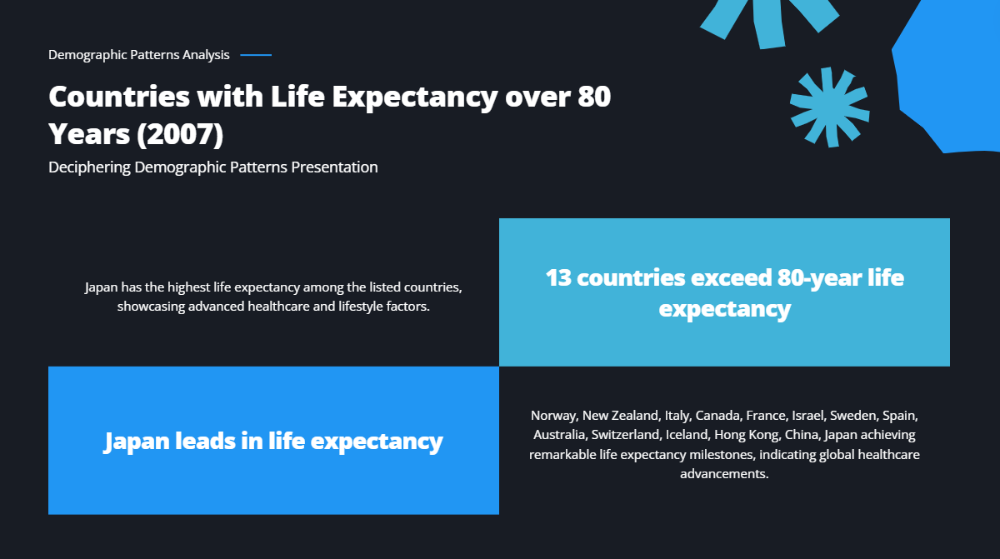 Demographic Patterns Analysis
Countries with Life Expectancy over 80
Years (2007)
Deciphering Demographic Patterns Presentation
Japan has the highest life expectancy among the listed countries,
showcasing advanced healthcare and lifestyle factors.
13 countries exceed 80-year life
expectancy
Japan leads in life expectancy
Norway, New Zealand, Italy, Canada, France, Israel, Sweden, Spain,
Australia, Switzerland, Iceland, Hong Kong, China, Japan achieving
remarkable life expectancy milestones, indicating global healthcare
advancements.